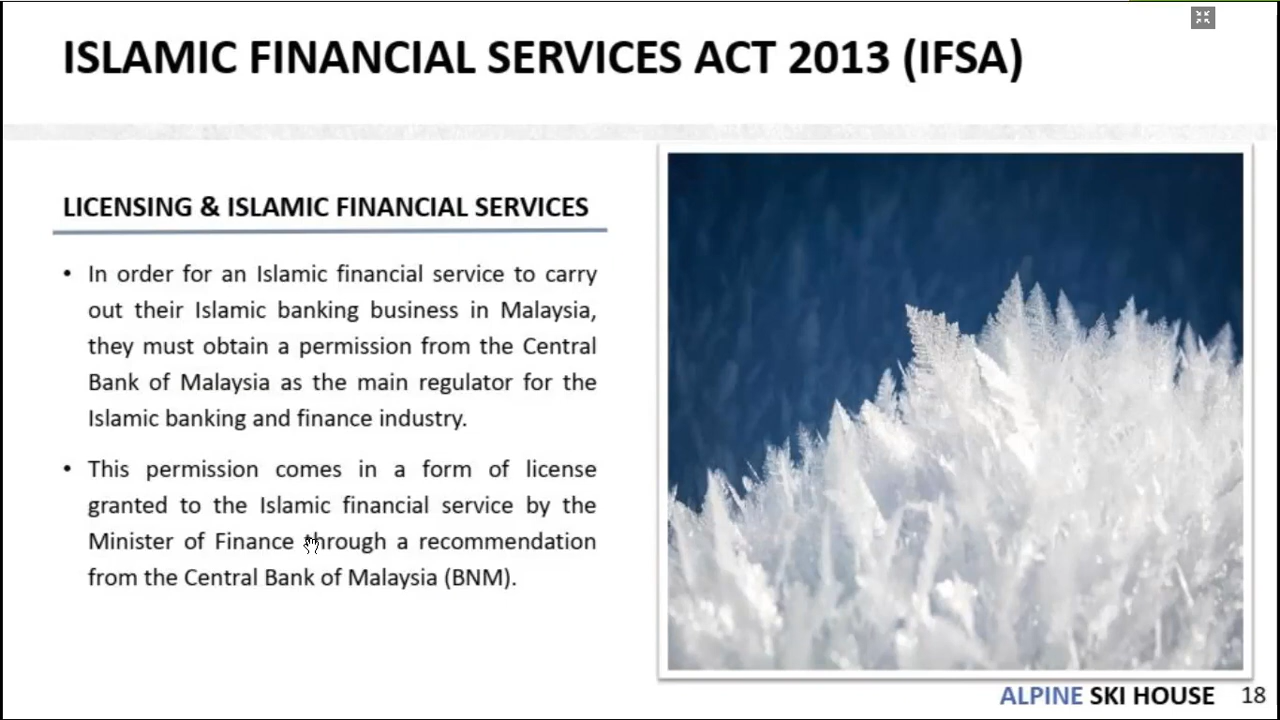 ISLAMIC FINANCIAL SERVICES ACT 2013 (IFSA)
LICENSING & ISLAMIC FINANCIAL SERVICES
• In order for an Islamic financial service to carry
out their Islamic banking business in Malaysia,
they must obtain a permission from the Central
Bank of Malaysia as the main regulator for the
Islamic banking and finance industry.
• This permission comes in a form of license
granted to the Islamic financial service by the
Minister of Finance through a recommendation
from the Central Bank of Malaysia (BNM).
ALPINE SKI HOUSE 18